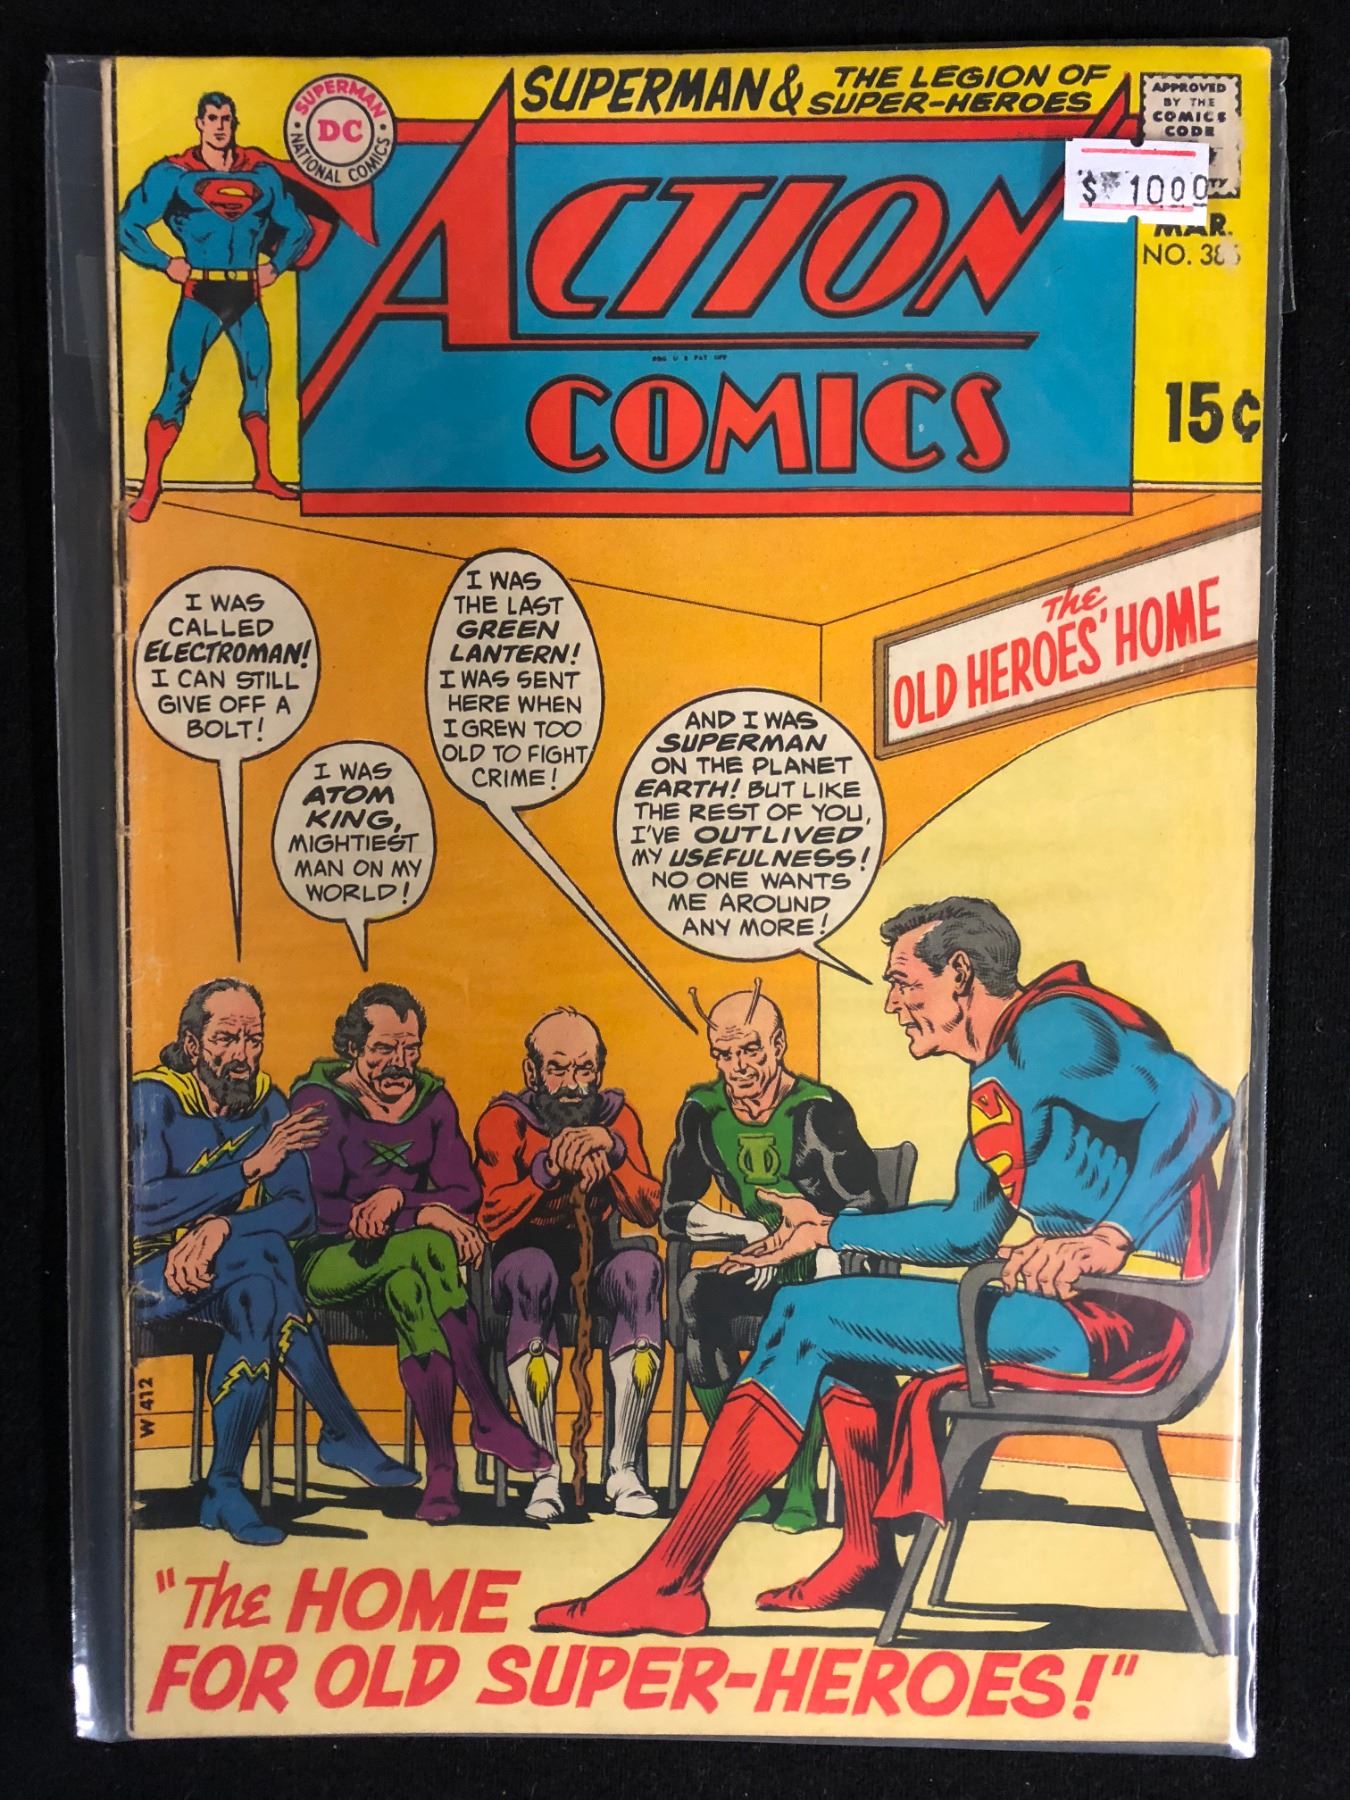 SUPERMAN & THE LEGION OF
SUPER-HEROES
SUPERMAN
DC
NATIONAL COMICS
APPROVED
BY THE
COMICS
CODE
TY
$ 1000
MAR.
NO. 38
ACTION
COMICS
15¢
The
OLD HEROES' HOME
I WAS
CALLED
ELECTROMAN!
I CAN STILL
GIVE OFF A
BOLT!
I WAS
ATOM
KING,
MIGHTIEST
MAN ON MY
WORLD!
I WAS
THE LAST
GREEN
LANTERN!
I WAS SENT
HERE WHEN
I GREW TOO
OLD TO FIGHT
CRIME!
AND I WAS
SUPERMAN
ON THE PLANET
EARTH! BUT LIKE
THE REST OF YOU,
I'VE OUTLIVED
MY USEFULNESS!
NO ONE WANTS
ME AROUND
ANY MORE!
W 412
"The HOME
FOR OLD SUPER-HEROES!"